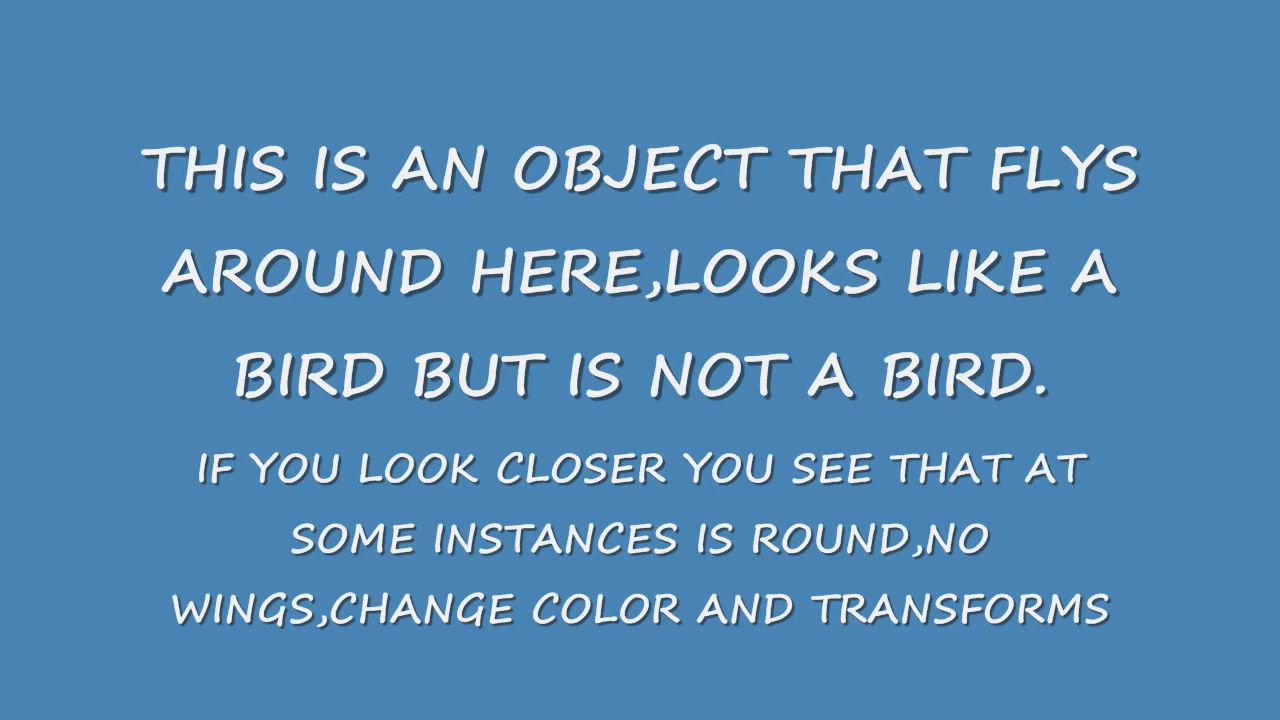 THIS IS AN OBJECT THAT FLYS
AROUND HERE,LOOKS LIKE A
BIRD BUT IS NOT A BIRD.
IF YOU LOOK CLOSER YOU SEE THAT AT
SOME INSTANCES IS ROUND,NO
WINGS,CHANGE COLOR AND TRANSFORMS